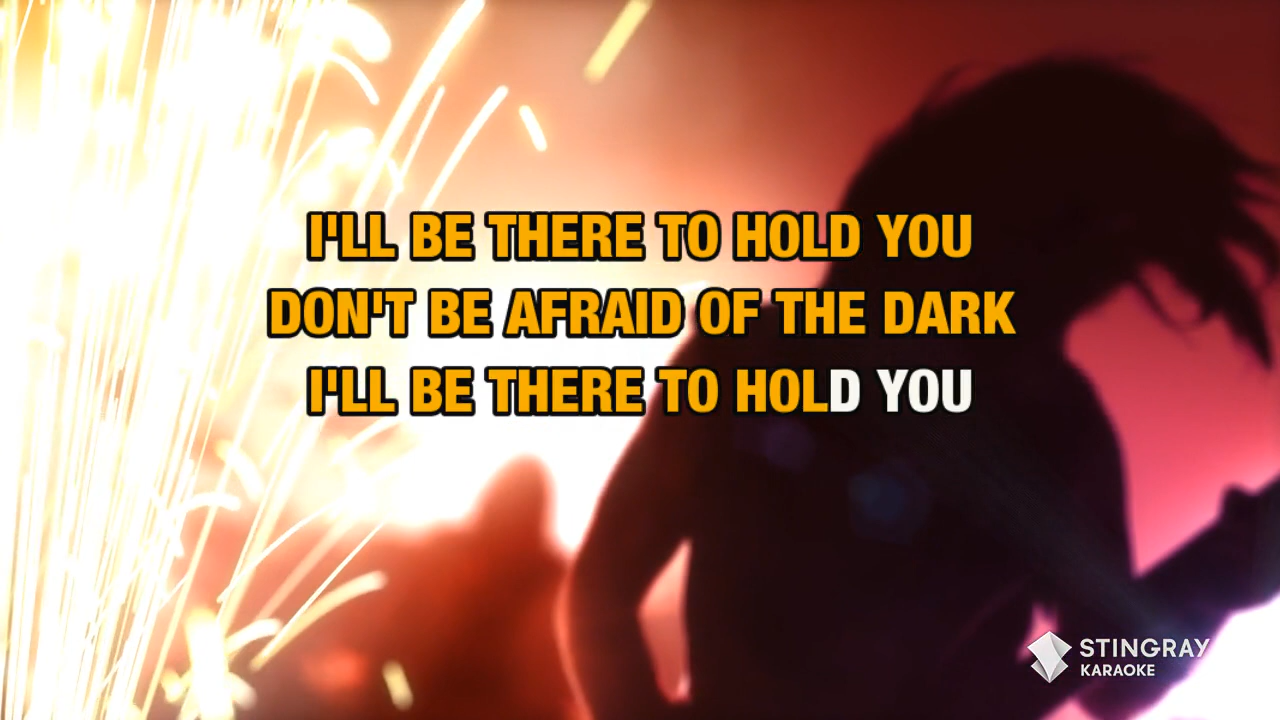 I'LL BE THERE TO HOLD YOU
DON'T BE AFRAID OF THE DARK
I'LL BE THERE TO HOLD YOU
STINGRAY
KARAOKE